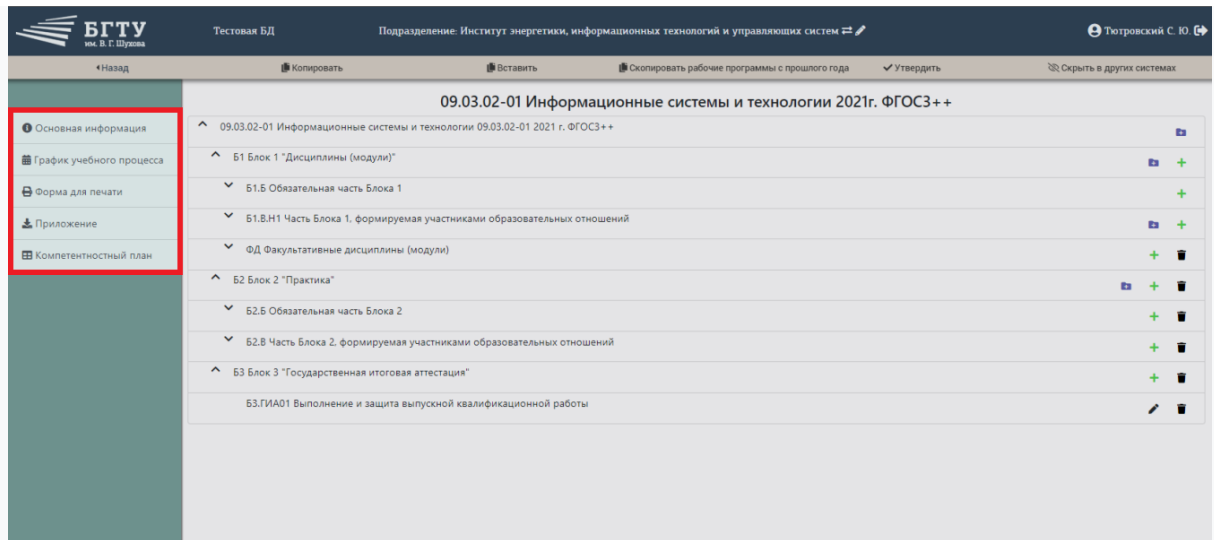 БГТУ
им. В. Г. Шухова
Тестовая БД
Подразделение: Институт энергетики, информационных технологий и управляющих систем
Тютровский С. Ю.
Назад
Копировать
Вставить
Скопировать рабочие программы с прошлого года
Утвердить
Скрыть в других системах
09.03.02-01 Информационные системы и технологии 2021г. ФГОС3++
Основная информация
График учебного процесса
Форма для печати
Приложение
Компетентностный план
09.03.02-01 Информационные системы и технологии 09.03.02-01 2021 г. ФГОС3++
Б1 Блок 1 "Дисциплины (модули)"
Б1.Б Обязательная часть Блока 1
Б1.В.Н1 Часть Блока 1, формируемая участниками образовательных отношений
ФД Факультативные дисциплины (модули)
Б2 Блок 2 "Практика"
Б2.Б Обязательная часть Блока 2
Б2.В Часть Блока 2, формируемая участниками образовательных отношений
Б3 Блок 3 "Государственная итоговая аттестация"
Б3.ГИА01 Выполнение и защита выпускной квалификационной работы